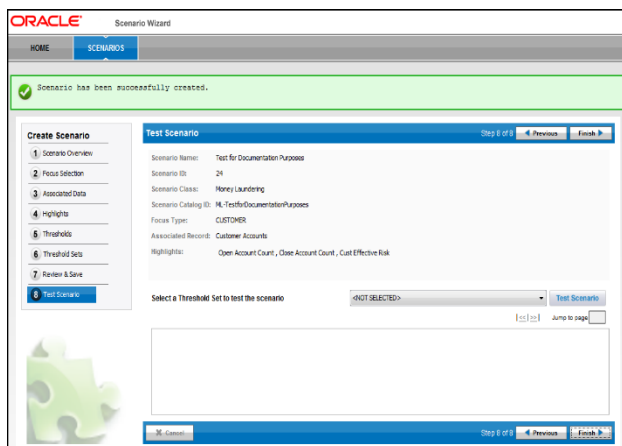 ORACLE Scenario Wizard
HOME SCENARIOS
Scenario has been successfully created.
Create Scenario
1 Scenario Overview
2 Focus Selection
3 Associated Data
4 Highlights
5 Thresholds
6 Threshold Sets
7 Review & Save
8 Test Scenario
Test Scenario Step 8 of 8 Previous Finish
Scenario Name: Test for Documentation Purposes
Scenario ID: 24
Scenario Class: Money Laundering
Scenario Catalog ID: ML-TestforDocumentationPurposes
Focus Type: CUSTOMER
Associated Record: Customer Accounts
Highlights: Open Account Count , Close Account Count , Cust Effective Risk
Select a Threshold Set to test the scenario <NOT SELECTED> Test Scenario
|<< >>| Jump to page
Cancel Step 8 of 8 Previous Finish